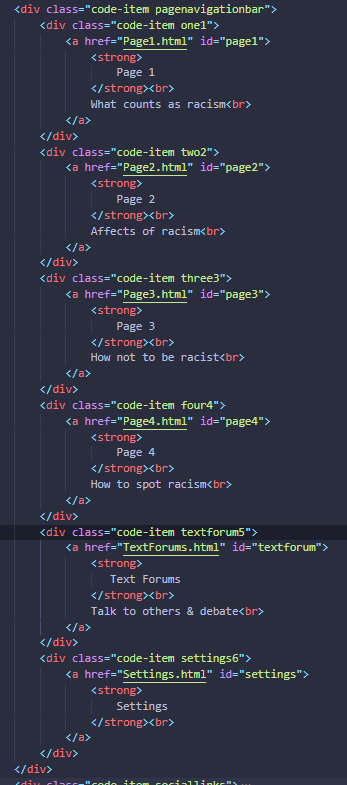 <div class="code-item pagenavigationbar">
<div class="code-item one1">
<a href="Page1.html" id="page1">
<strong>
Page 1
</strong><br>
What counts as racism<br>
</a>
</div>
<div class="code-item two2">
<a href="Page2.html" id="page2">
<strong>
Page 2
</strong><br>
Affects of racism<br>
</a>
</div>
<div class="code-item three3">
<a href="Page3.html" id="page3">
<strong>
Page 3
</strong><br>
How not to be racist<br>
</a>
</div>
<div class="code-item four4">
<a href="Page4.html" id="page4">
<strong>
Page 4
</strong><br>
How to spot racism<br>
</a>
</div>
<div class="code-item textforum5">
<a href="TextForums.html" id="textforum">
<strong>
Text Forums
</strong><br>
Talk to others & debate<br>
</a>
</div>
<div class="code-item settings6">
<a href="Settings.html" id="settings">
<strong>
Settings
</strong><br>
</a>
</div>
</div>
<div class="code-item sociallinks">